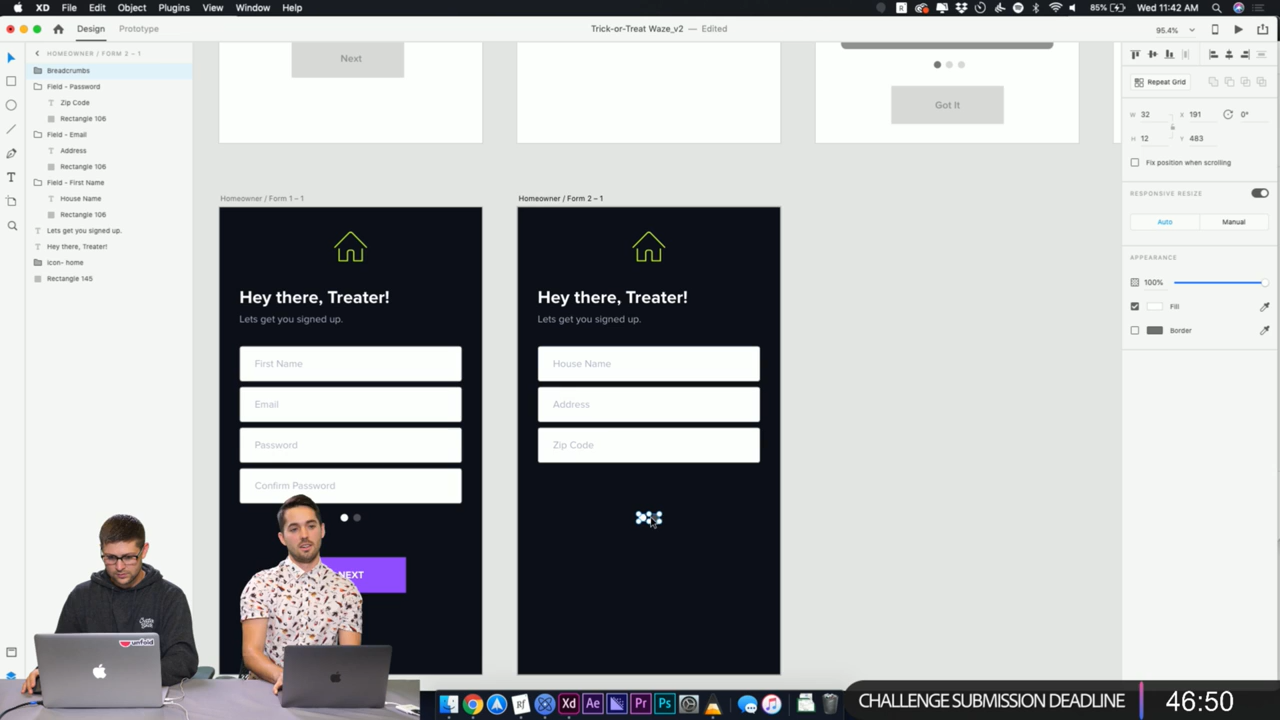 XD File Edit Object Plugins View Window Help
85% Wed 11:42 AM
Design Prototype
Trick-or-Treat Waze_v2 — Edited
95.4%
HOMEOWNER / FORM 2 – 1
Breadcrumbs
Field - Password
Zip Code
Rectangle 106
Field - Email
Address
Rectangle 106
Field - First Name
House Name
Rectangle 106
Lets get you signed up.
Hey there, Treater!
Icon- home
Rectangle 145
Next
Got It
Homeowner / Form 1 – 1
Hey there, Treater!
Lets get you signed up.
First Name
Email
Password
Confirm Password
NEXT
Homeowner / Form 2 – 1
Hey there, Treater!
Lets get you signed up.
House Name
Address
Zip Code
Repeat Grid
W 32 X 191 0°
H 12 Y 483
Fix position when scrolling
RESPONSIVE RESIZE
Auto Manual
APPEARANCE
100%
Fill
Border
unfold
Xd Ae Pr Ps
CHALLENGE SUBMISSION DEADLINE 46:50